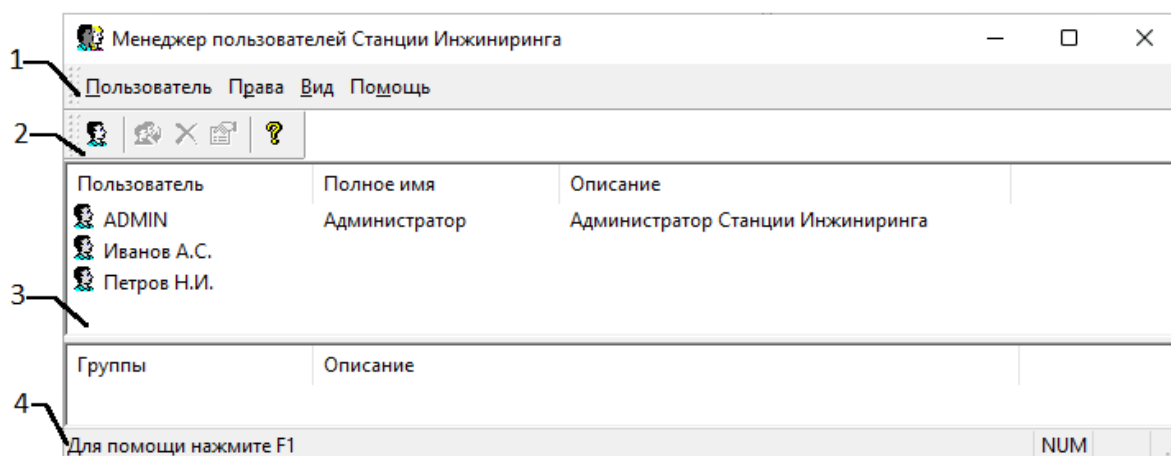 Менеджер пользователей Станции Инжиниринга
1
Пользователь Права Вид Помощь
2
Пользователь Полное имя Описание
ADMIN Администратор Администратор Станции Инжиниринга
Иванов А.С.
Петров Н.И.
3
Группы Описание
4
Для помощи нажмите F1 NUM